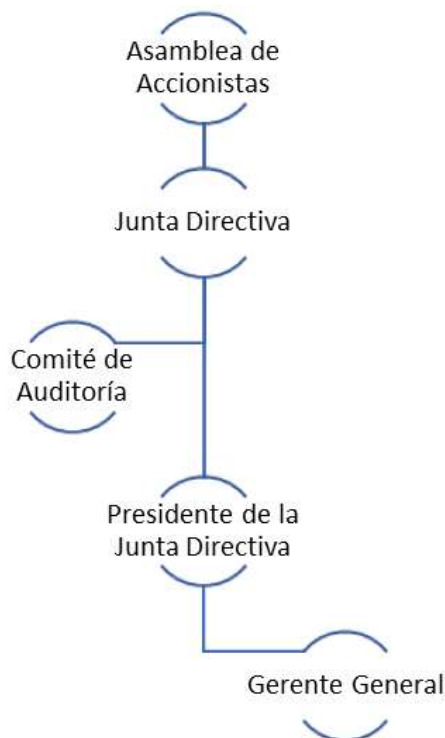 Asamblea de
Accionistas
Junta Directiva
Comité de
Auditoría
Presidente de la
Junta Directiva
Gerente General